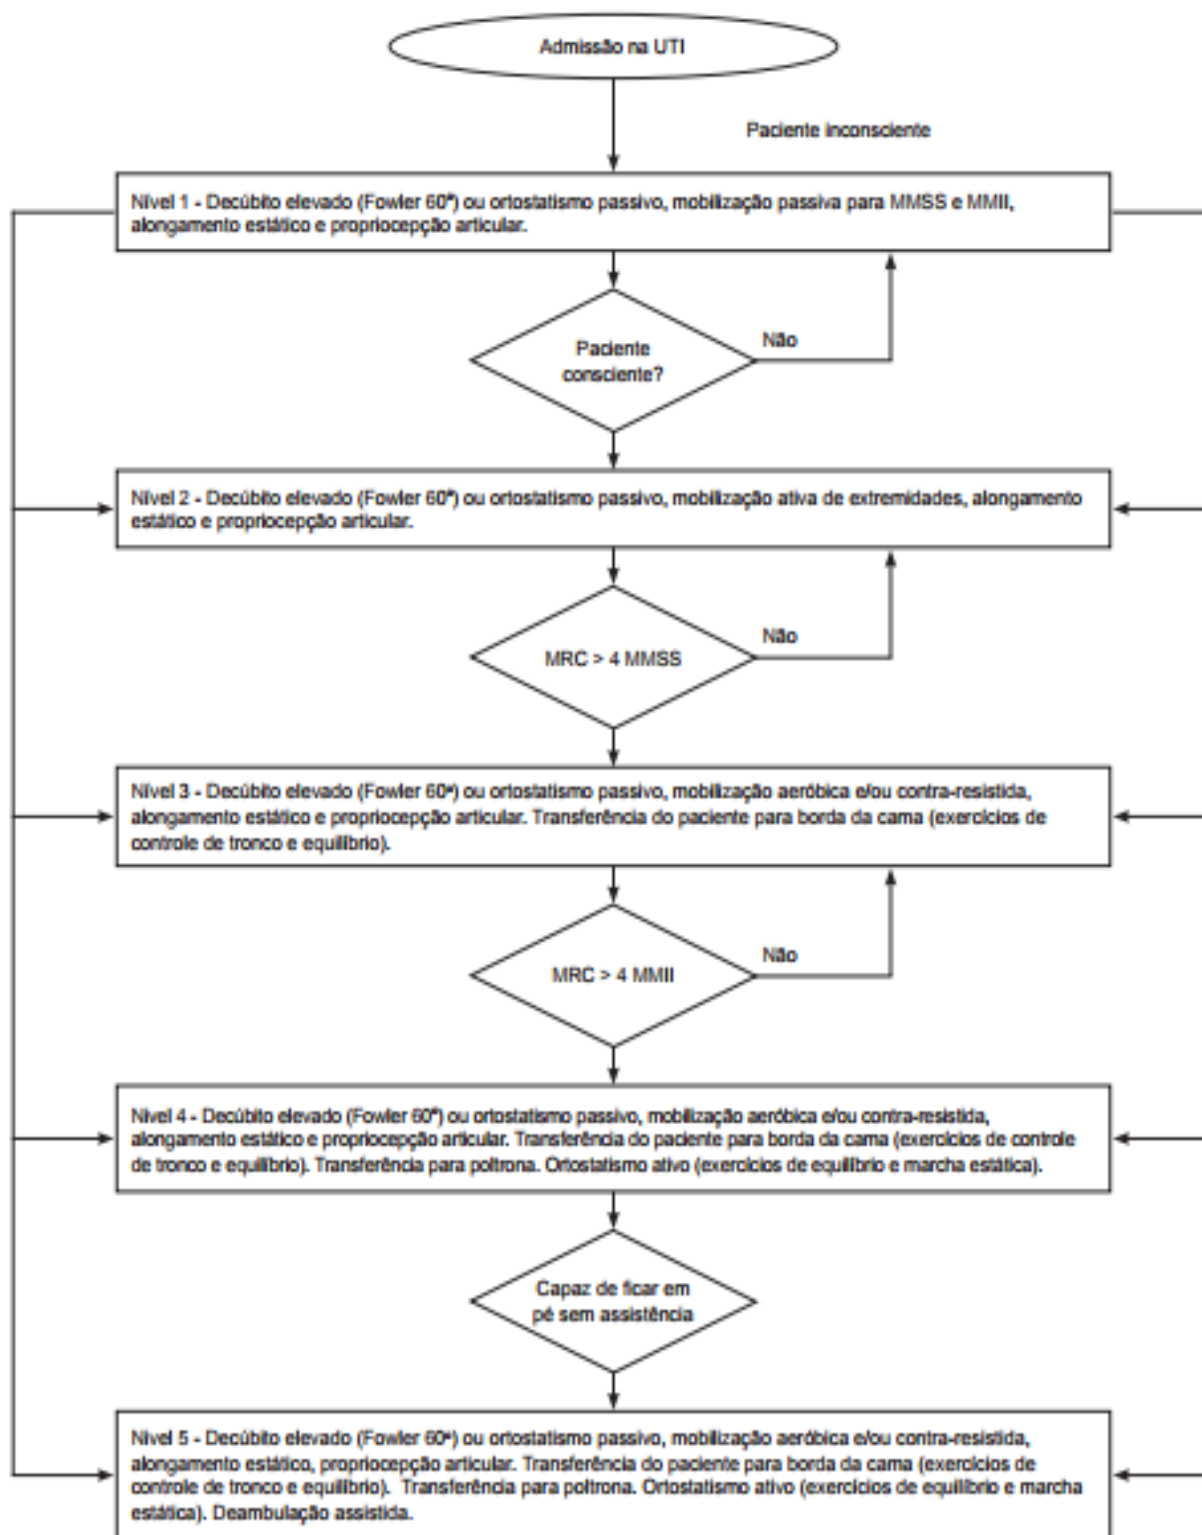 Admissão na UTI
Paciente inconsciente
Nível 1 - Decúbito elevado (Fowler 60º) ou ortostatismo passivo, mobilização passiva para MMSS e MMII,
alongamento estático e propriocepção articular.
Paciente
consciente?
Não
Nível 2 - Decúbito elevado (Fowler 60º) ou ortostatismo passivo, mobilização ativa de extremidades, alongamento
estático e propriocepção articular.
MRC > 4 MMSS
Não
Nível 3 - Decúbito elevado (Fowler 60º) ou ortostatismo passivo, mobilização aeróbica e/ou contra-resistida,
alongamento estático e propriocepção articular. Transferência do paciente para borda da cama (exercícios de
controle de tronco e equilíbrio).
MRC > 4 MMII
Não
Nível 4 - Decúbito elevado (Fowler 60º) ou ortostatismo passivo, mobilização aeróbica e/ou contra-resistida,
alongamento estático e propriocepção articular. Transferência do paciente para borda da cama (exercícios de controle
de tronco e equilíbrio). Transferência para poltrona. Ortostatismo ativo (exercícios de equilíbrio e marcha estática).
Capaz de ficar em
pé sem assistência
Nível 5 - Decúbito elevado (Fowler 60º) ou ortostatismo passivo, mobilização aeróbica e/ou contra-resistida,
alongamento estático, propriocepção articular. Transferência do paciente para borda da cama (exercícios de
controle de tronco e equilíbrio). Transferência para poltrona. Ortostatismo ativo (exercícios de equilíbrio e marcha
estática). Deambulação assistida.